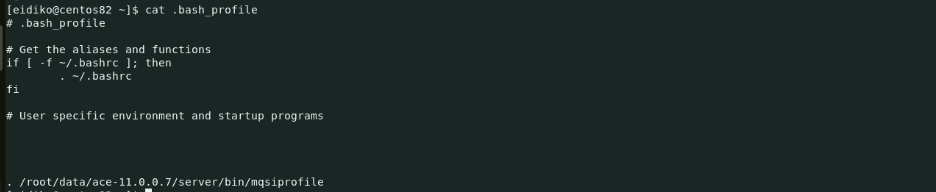 [eidiko@centos82 ~]$ cat .bash_profile
# .bash_profile
# Get the aliases and functions
if [ -f ~/.bashrc ]; then
. ~/.bashrc
fi
# User specific environment and startup programs
. /root/data/ace-11.0.0.7/server/bin/mqsiprofile